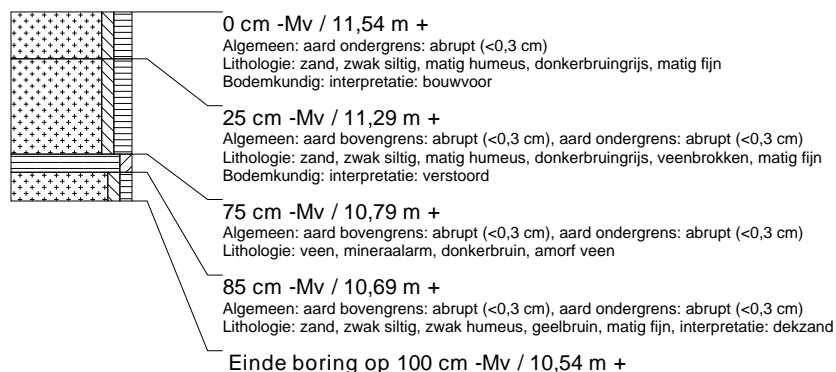 0 cm -Mv / 11,54 m +
Algemeen: aard ondergrens: abrupt (<0,3 cm)
Lithologie: zand, zwak siltig, matig humeus, donkerbruingrijs, matig fijn
Bodemkundig: interpretatie: bouwvoor
25 cm -Mv / 11,29 m +
Algemeen: aard bovengrens: abrupt (<0,3 cm), aard ondergrens: abrupt (<0,3 cm)
Lithologie: zand, zwak siltig, matig humeus, donkerbruingrijs, veenbrokken, matig fijn
Bodemkundig: interpretatie: verstoord
75 cm -Mv / 10,79 m +
Algemeen: aard bovengrens: abrupt (<0,3 cm), aard ondergrens: abrupt (<0,3 cm)
Lithologie: veen, mineraalarm, donkerbruin, amorf veen
85 cm -Mv / 10,69 m +
Algemeen: aard bovengrens: abrupt (<0,3 cm), aard ondergrens: abrupt (<0,3 cm)
Lithologie: zand, zwak siltig, zwak humeus, geelbruin, matig fijn, interpretatie: dekzand
Einde boring op 100 cm -Mv / 10,54 m +